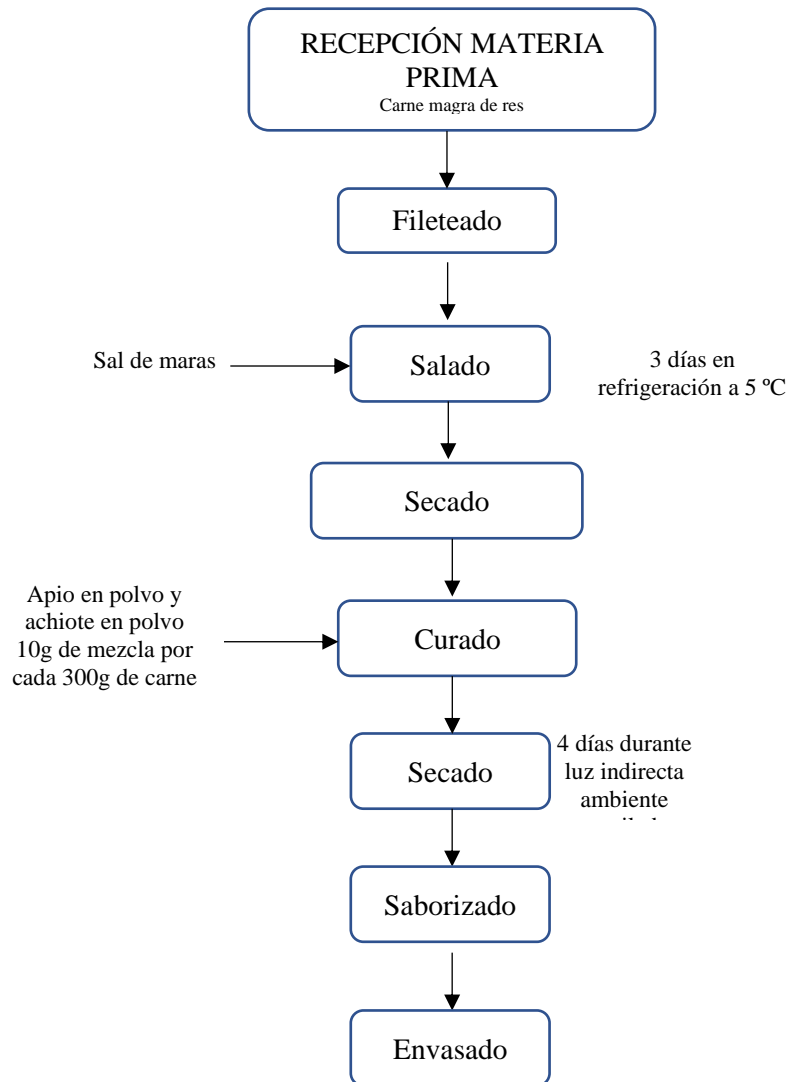 RECEPCIÓN MATERIA
PRIMA
Carne magra de res
Fileteado
Sal de maras
Salado
3 días en
refrigeración a 5 ºC
Secado
Apio en polvo y
achiote en polvo
10g de mezcla por
cada 300g de carne
Curado
Secado
4 días durante
luz indirecta
ambiente
Saborizado
Envasado